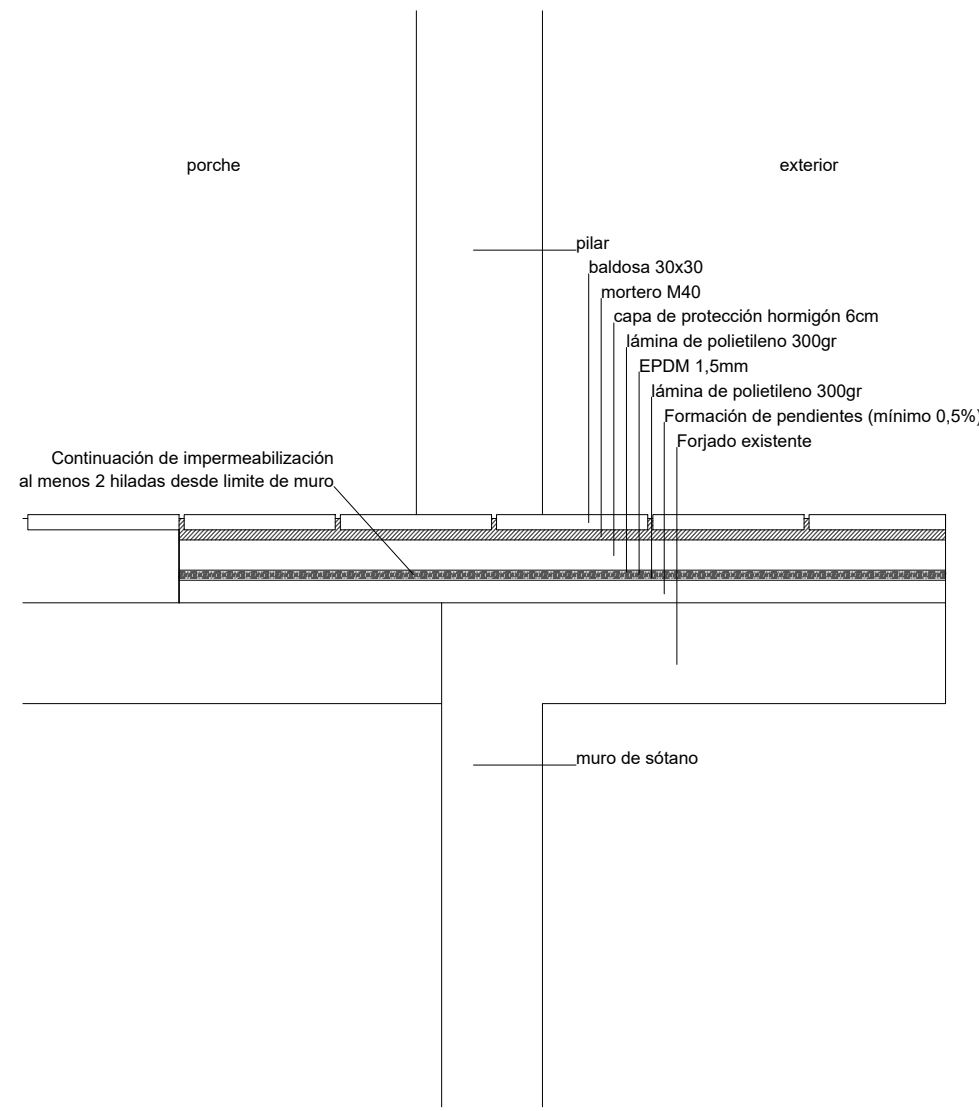 porche
exterior
pilar
baldosa 30x30
mortero M40
capa de protección hormigón 6cm
lámina de polietileno 300gr
EPDM 1,5mm
lámina de polietileno 300gr
Formación de pendientes (mínimo 0,5%)
Forjado existente
Continuación de impermeabilización
al menos 2 hiladas desde limite de muro
muro de sótano